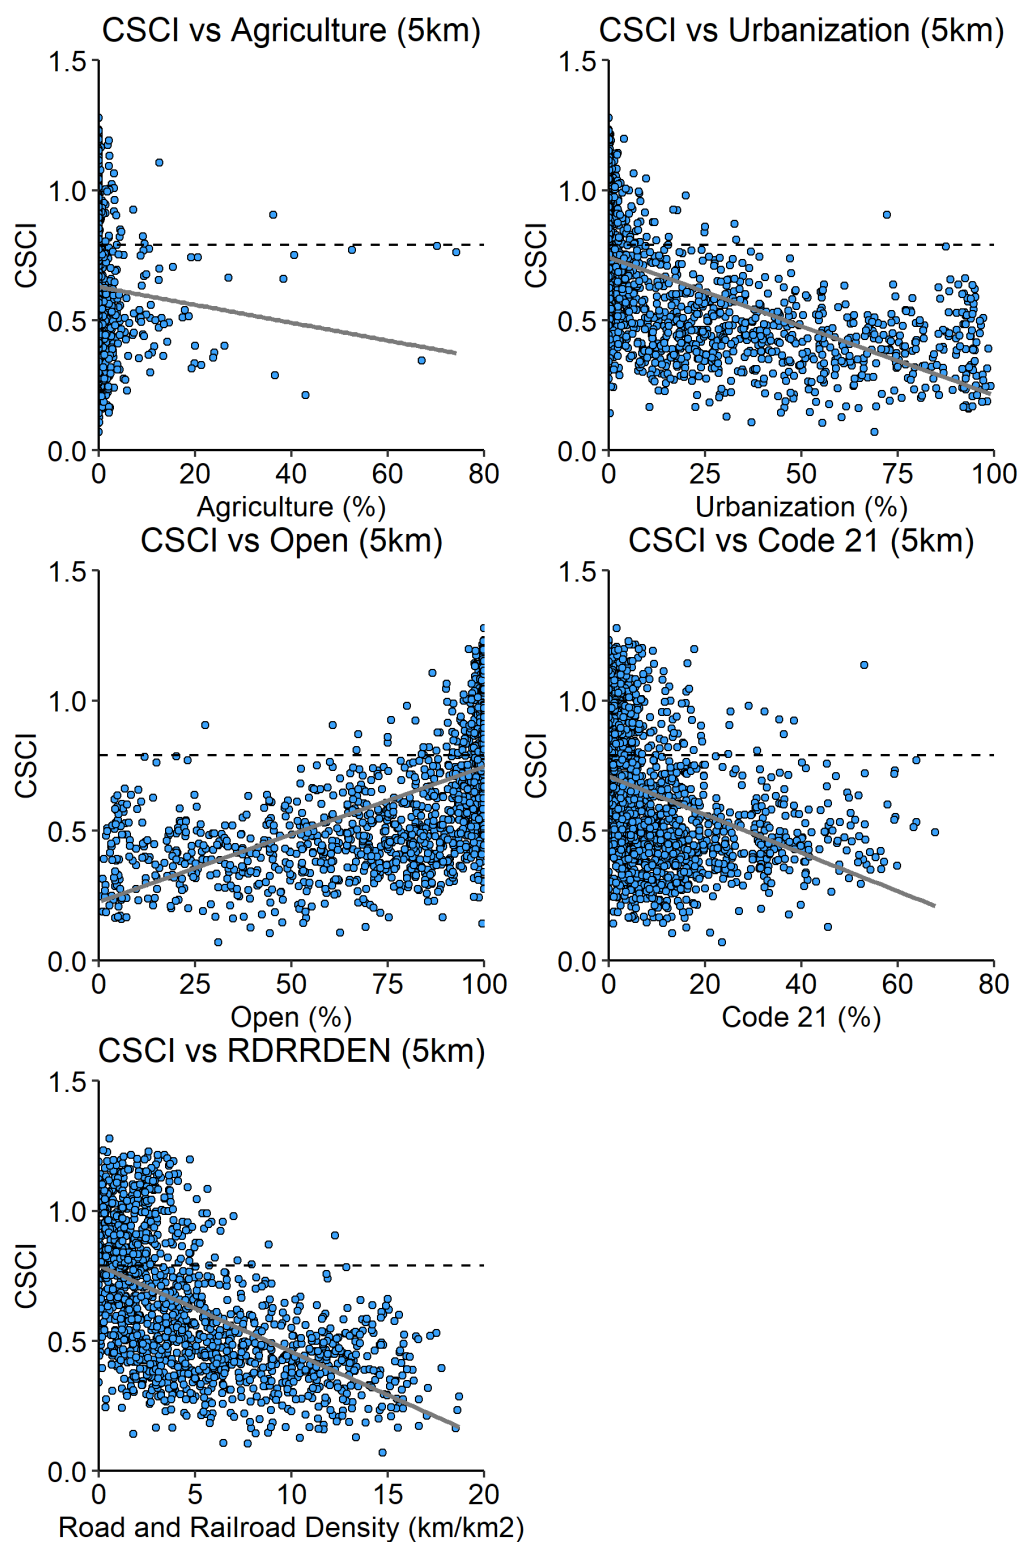 CSCI vs Agriculture (5km)
1.5
1.0
0.5
0.0
CSCI
0 20 40 60 80
Agriculture (%)
CSCI vs Urbanization (5km)
1.5
1.0
0.5
0.0
CSCI
0 25 50 75 100
Urbanization (%)
CSCI vs Open (5km)
1.5
1.0
0.5
0.0
CSCI
0 25 50 75 100
Open (%)
CSCI vs Code 21 (5km)
1.5
1.0
0.5
0.0
CSCI
0 20 40 60 80
Code 21 (%)
CSCI vs RDRRDEN (5km)
1.5
1.0
0.5
0.0
CSCI
0 5 10 15 20
Road and Railroad Density (km/km2)